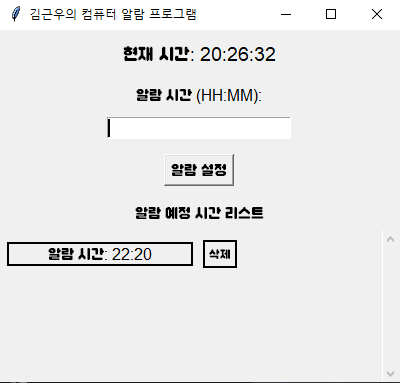 김근우의 컴퓨터 알람 프로그램
현재 시간: 20:26:32
알람 시간 (HH:MM):
알람 설정
알람 예정 시간 리스트
알람 시간: 22:20 삭제